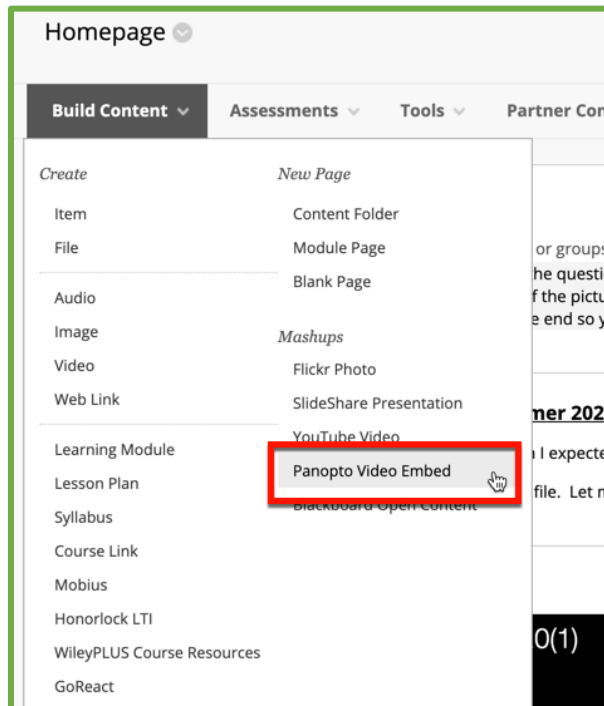 Homepage
Build Content Assessments Tools Partner
Create
Item
File
Audio
Image
Video
Web Link
Learning Module
Lesson Plan
Syllabus
Course Link
Mobius
Honorlock LTI
WileyPLUS Course Resources
GoReact
New Page
Content Folder
Module Page
Blank Page
Mashups
Flickr Photo
SlideShare Presentation
YouTube Video
Panopto Video Embed
Blackboard Open Content
or groups
he questi
f the pictu
e end so y
mer 202
I expecte
file. Let m
.0(1)